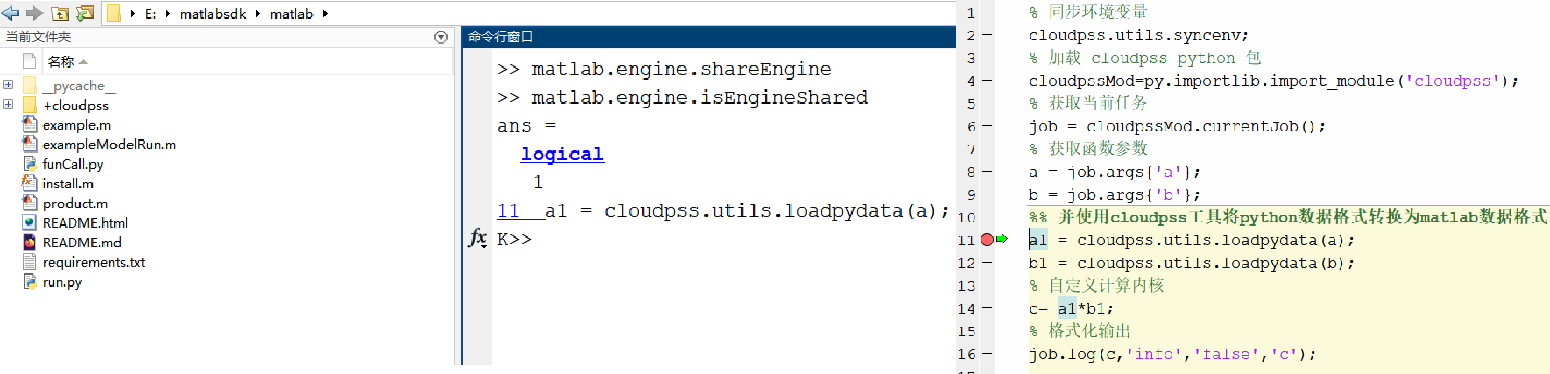 E: matlabsdk matlab
当前文件夹
名称
__pycache__
+cloudpss
example.m
exampleModelRun.m
funCall.py
install.m
product.m
README.html
README.md
requirements.txt
run.py
命令行窗口
>> matlab.engine.shareEngine
>> matlab.engine.isEngineShared
ans =
logical
1
11 a1 = cloudpss.utils.loadpydata(a);
fx K>>
1 % 同步环境变量
2 cloudpss.utils.syncenv;
3 % 加载 cloudpss python 包
4 cloudpssMod=py.importlib.import_module('cloudpss');
5 % 获取当前任务
6 job = cloudpssMod.currentJob();
7 % 获取函数参数
8 a = job.args{'a'};
9 b = job.args{'b'};
10 %% 并使用cloudpss工具将python数据格式转换为matlab数据格式
11 a1 = cloudpss.utils.loadpydata(a);
12 b1 = cloudpss.utils.loadpydata(b);
13 % 自定义计算内核
14 c= a1*b1;
15 % 格式化输出
16 job.log(c,'info','false','c');